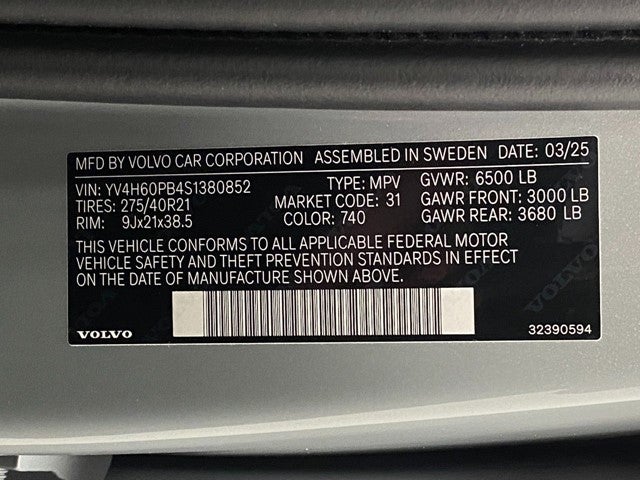 MFD BY VOLVO CAR CORPORATION ASSEMBLED IN SWEDEN DATE: 03/25
VIN: YV4H60PB4S1380852 TYPE: MPV GVWR: 6500 LB
TIRES: 275/40R21 MARKET CODE: 31 GAWR FRONT: 3000 LB
RIM: 9Jx21x38.5 COLOR: 740 GAWR REAR: 3680 LB
THIS VEHICLE CONFORMS TO ALL APPLICABLE FEDERAL MOTOR
VEHICLE SAFETY AND THEFT PREVENTION STANDARDS IN EFFECT
ON THE DATE OF MANUFACTURE SHOWN ABOVE.
VOLVO 32390594